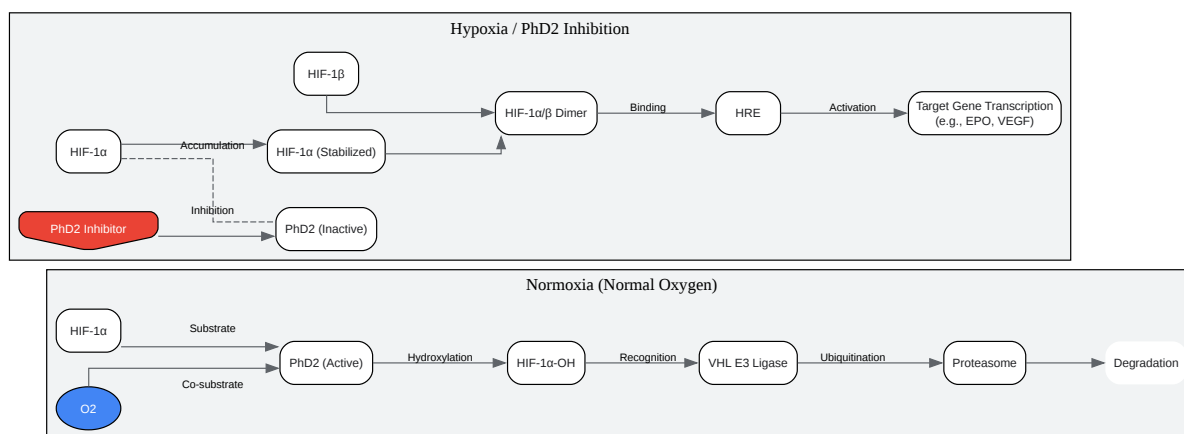 Hypoxia / PhD2 Inhibition
HIF-1β
HIF-1α/β Dimer
Binding
HRE
Activation
Target Gene Transcription
(e.g., EPO, VEGF)
HIF-1α
Accumulation
HIF-1α (Stabilized)
Inhibition
PhD2 Inhibitor
PhD2 (Inactive)
Normoxia (Normal Oxygen)
HIF-1α
Substrate
PhD2 (Active)
Hydroxylation
HIF-1α-OH
Recognition
VHL E3 Ligase
Ubiquitination
Proteasome
Degradation
Co-substrate
O2